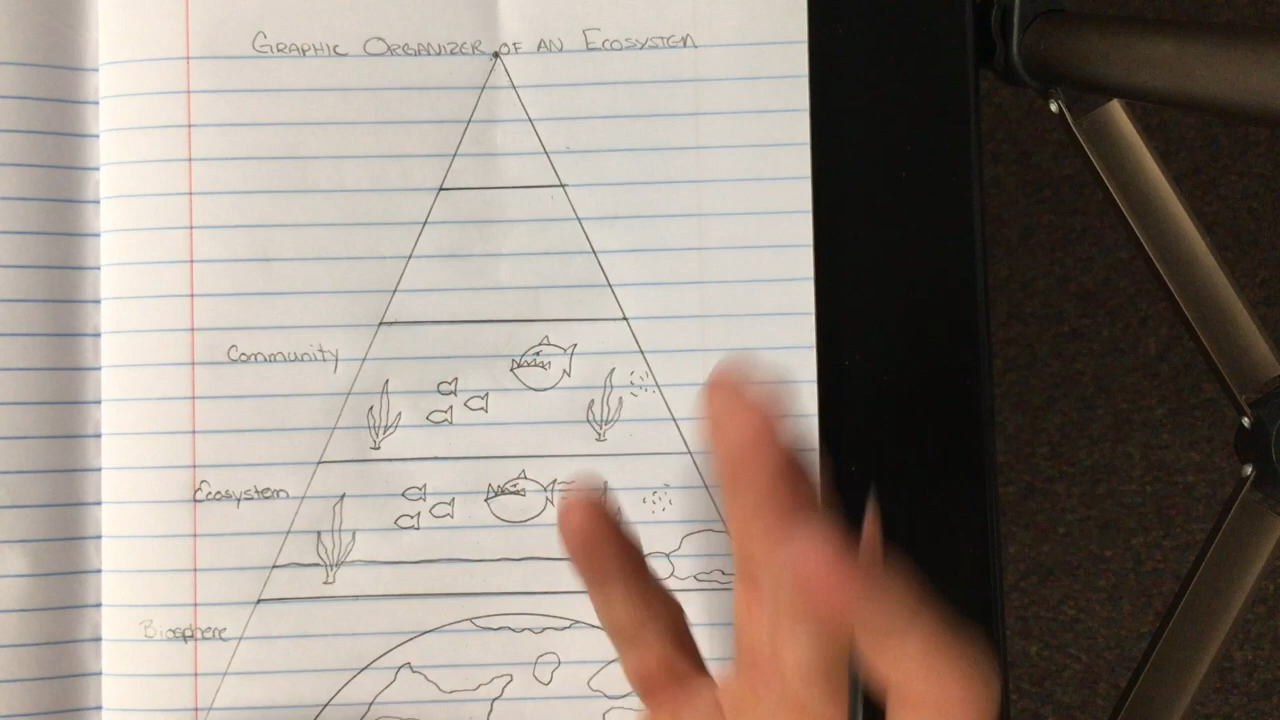 GRAPHIC ORGANIZER OF AN ECOSYSTEM
Community
Ecosystem
Biosphere